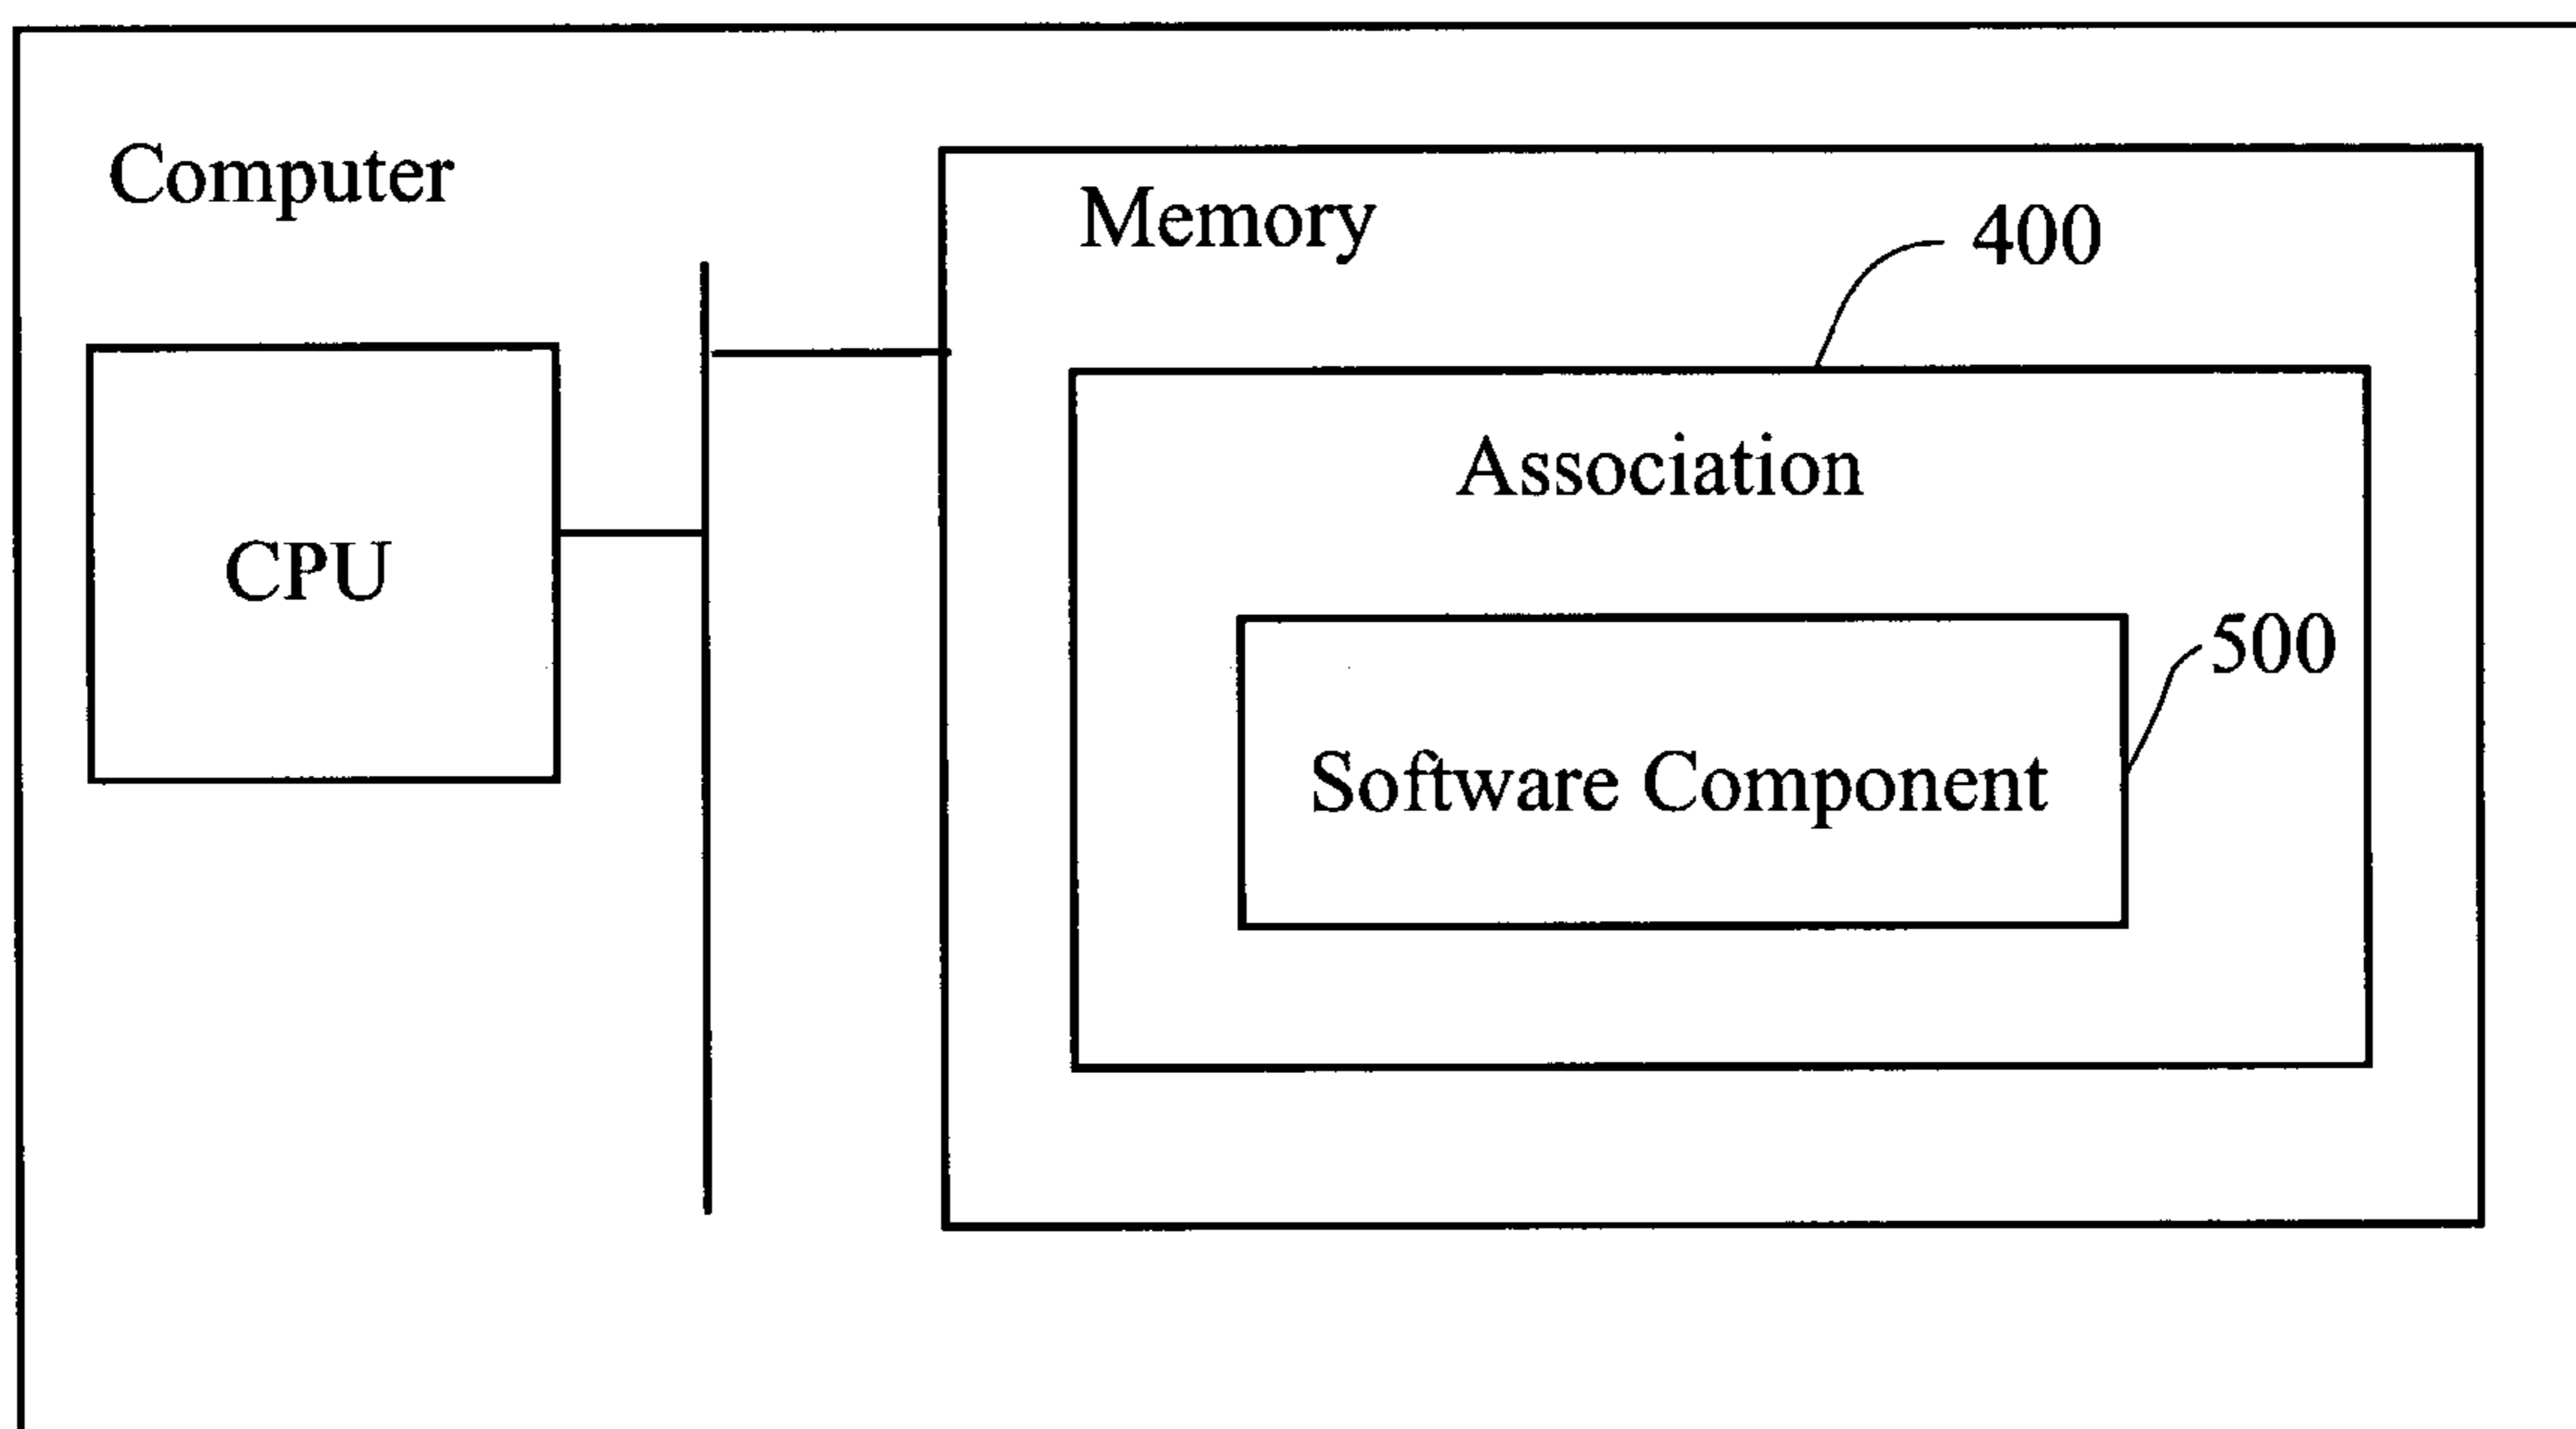 Computer
Memory
400
Association
CPU
500
Software Component